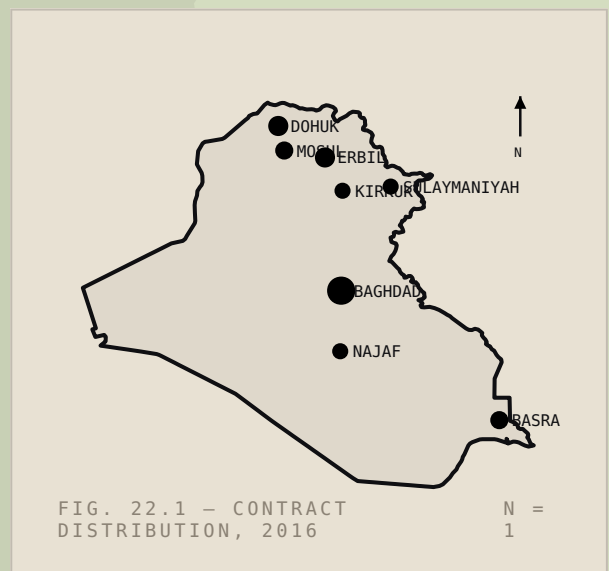 DOHUK
MOSUL
ERBIL
N
KIRKUK
SULAYMANIYAH
BAGHDAD
NAJAF
BASRA
FIG. 22.1 — CONTRACT
DISTRIBUTION, 2016
N =
1